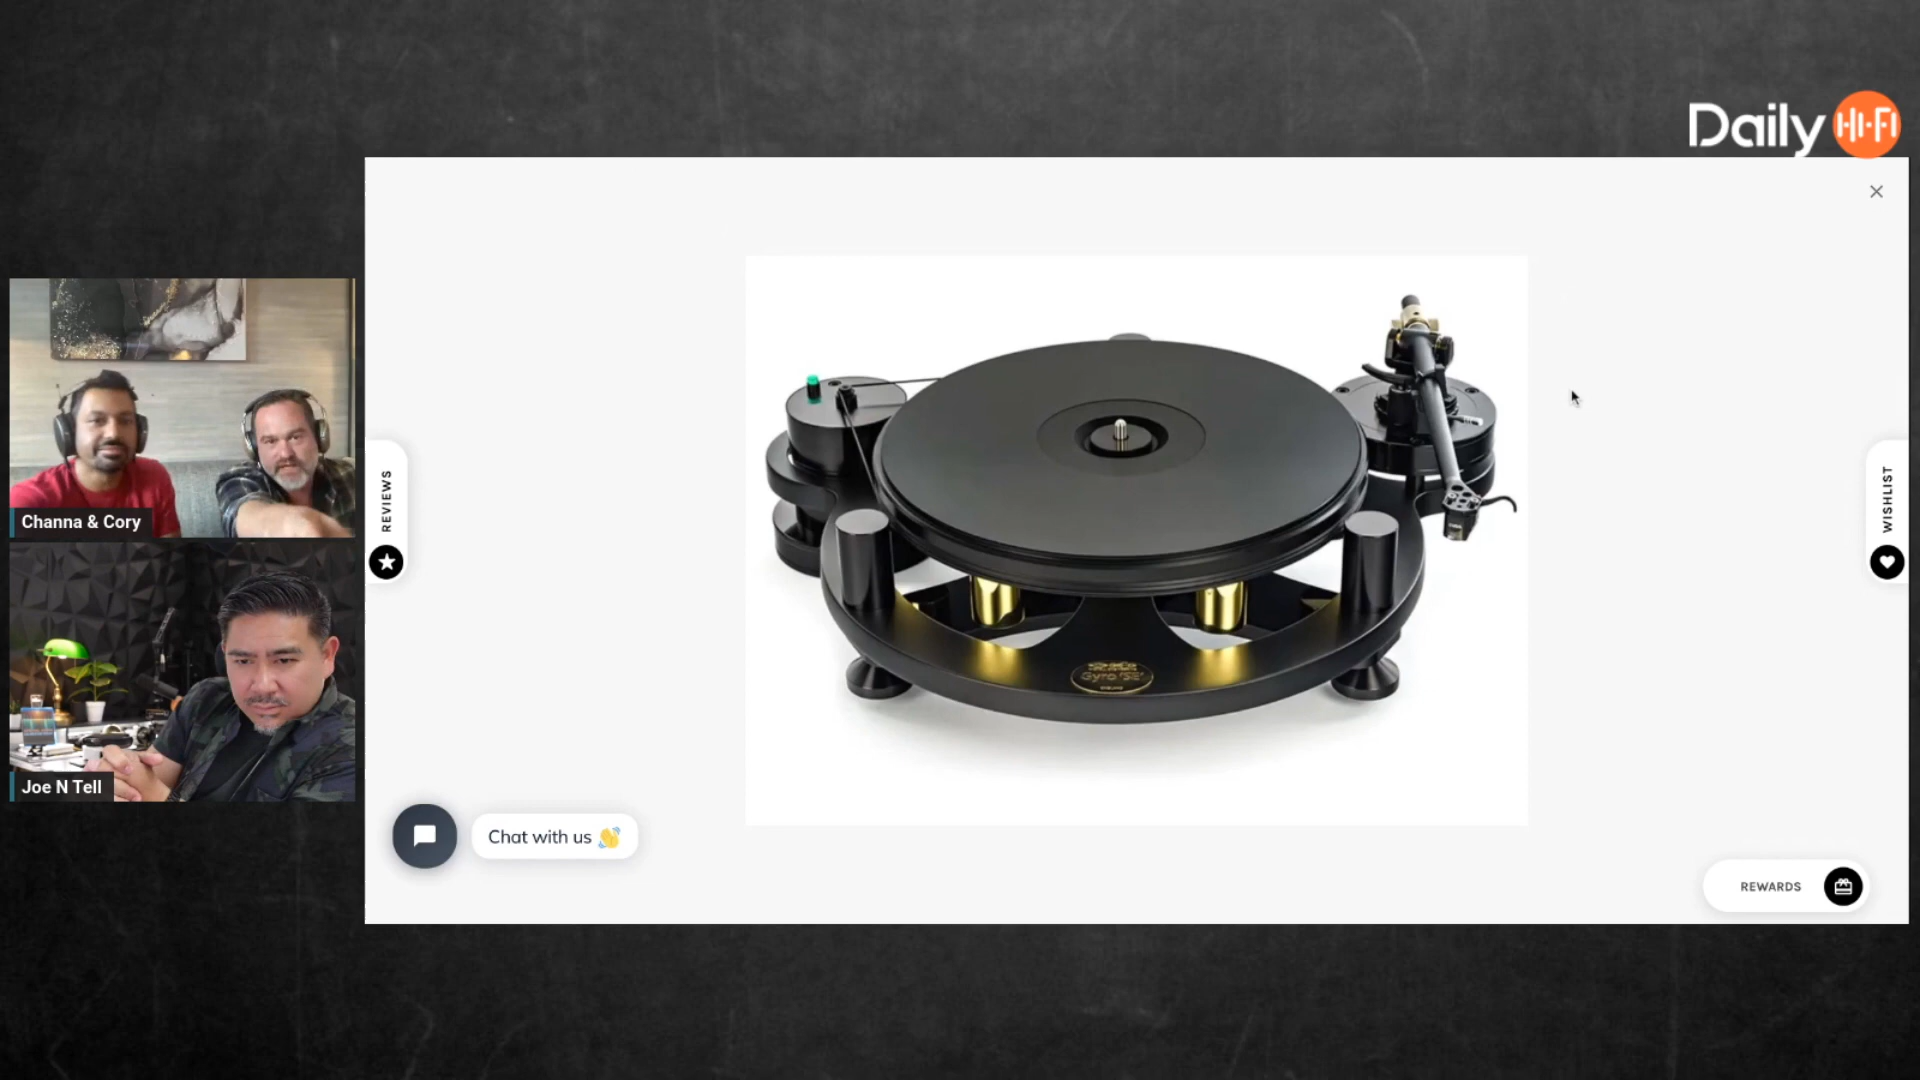 Daily HI-FI
REVIEWS
WISHLIST
Channa & Cory
Gyro 'SE'
Joe N Tell
Chat with us 👋
REWARDS